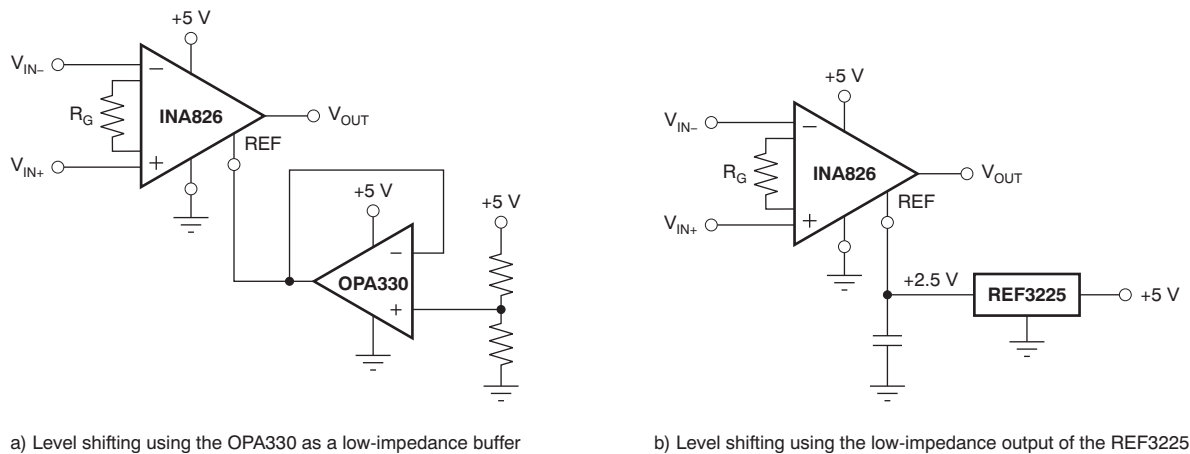 +5 V
V_IN–
R_G
INA826
–
+
V_OUT
REF
V_IN+
+5 V
+5 V
–
OPA330
+
a) Level shifting using the OPA330 as a low-impedance buffer
+5 V
V_IN–
R_G
INA826
–
+
V_OUT
REF
V_IN+
+2.5 V
REF3225
+5 V
b) Level shifting using the low-impedance output of the REF3225